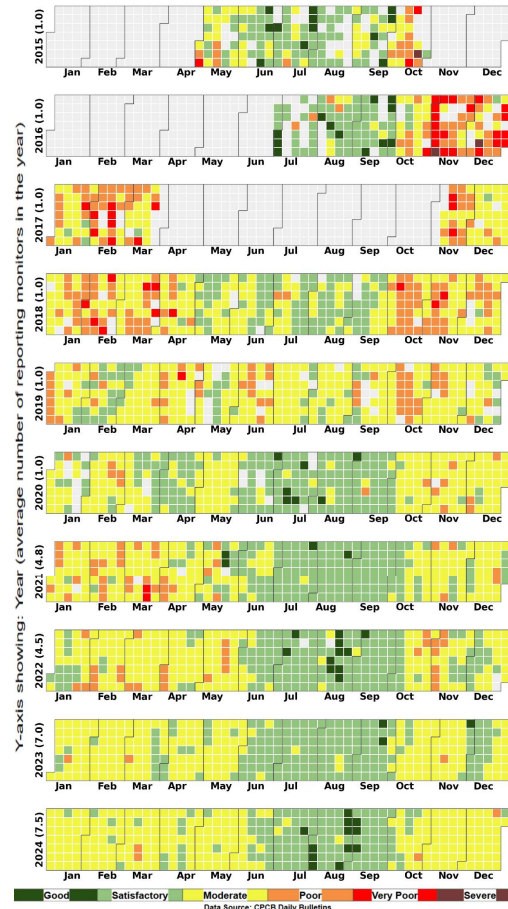 Y-axis showing: Year (average number of reporting monitors in the year)
2015 (1.0)
Jan Feb Mar Apr May Jun Jul Aug Sep Oct Nov Dec
2016 (1.0)
Jan Feb Mar Apr May Jun Jul Aug Sep Oct Nov Dec
2017 (1.0)
Jan Feb Mar Apr May Jun Jul Aug Sep Oct Nov Dec
2018 (1.0)
Jan Feb Mar Apr May Jun Jul Aug Sep Oct Nov Dec
2019 (1.0)
Jan Feb Mar Apr May Jun Jul Aug Sep Oct Nov Dec
2020 (1.0)
Jan Feb Mar Apr May Jun Jul Aug Sep Oct Nov Dec
2021 (4.8)
Jan Feb Mar Apr May Jun Jul Aug Sep Oct Nov Dec
2022 (4.5)
Jan Feb Mar Apr May Jun Jul Aug Sep Oct Nov Dec
2023 (7.0)
Jan Feb Mar Apr May Jun Jul Aug Sep Oct Nov Dec
2024 (7.5)
Jan Feb Mar Apr May Jun Jul Aug Sep Oct Nov Dec
Good Satisfactory Moderate Poor Very Poor Severe
Data Source: CPCB Daily Bulletins